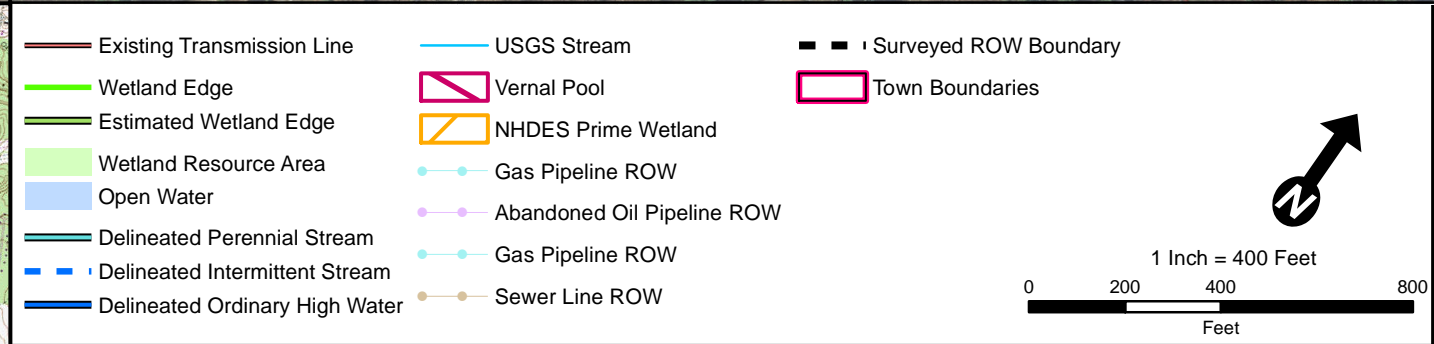 Existing Transmission Line
Wetland Edge
Estimated Wetland Edge
Wetland Resource Area
Open Water
Delineated Perennial Stream
Delineated Intermittent Stream
Delineated Ordinary High Water
USGS Stream
Vernal Pool
NHDES Prime Wetland
Gas Pipeline ROW
Abandoned Oil Pipeline ROW
Gas Pipeline ROW
Sewer Line ROW
Surveyed ROW Boundary
Town Boundaries
N
1 Inch = 400 Feet
0 200 400 800
Feet